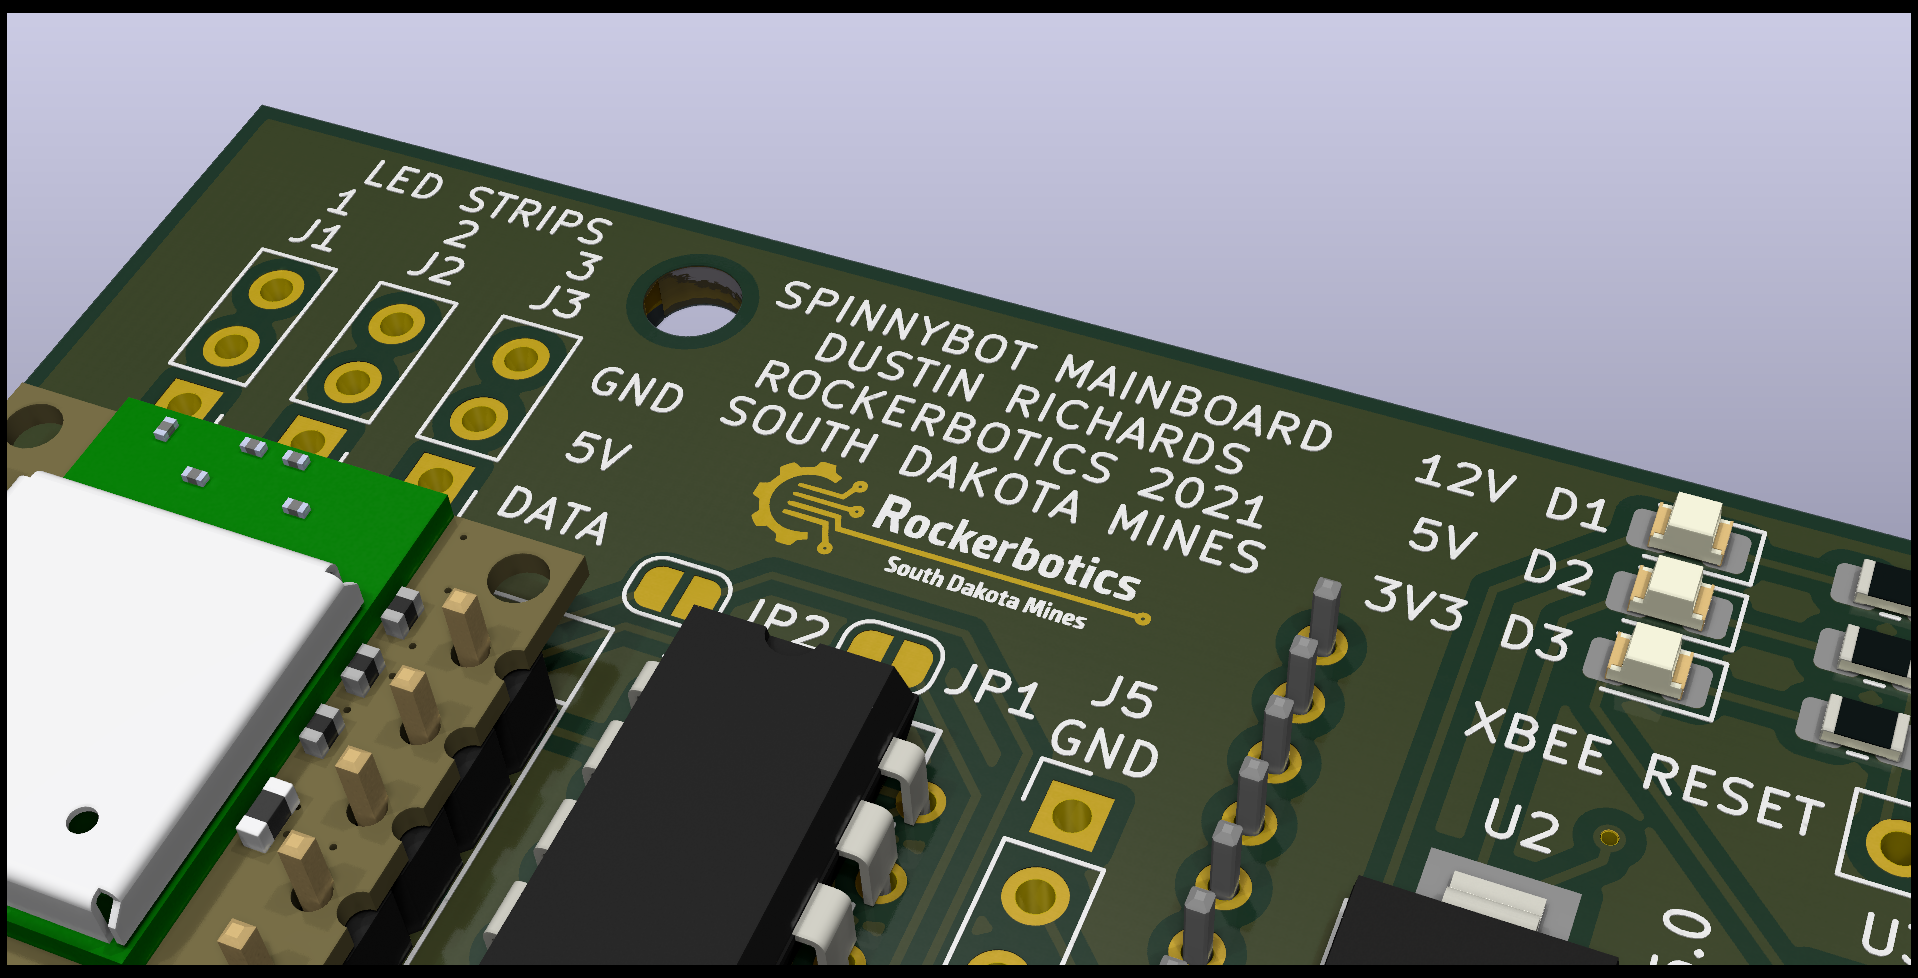 LED STRIPS
1
2
3
J1
J2
J3
GND
5V
DATA
SPINNYBOT MAINBOARD
DUSTIN RICHARDS
ROCKERBOTICS 2021
SOUTH DAKOTA MINES
Rockerbotics
South Dakota Mines
12V D1
5V D2
3V3 D3
JP2
JP1
J5
GND
XBEE RESET
U2